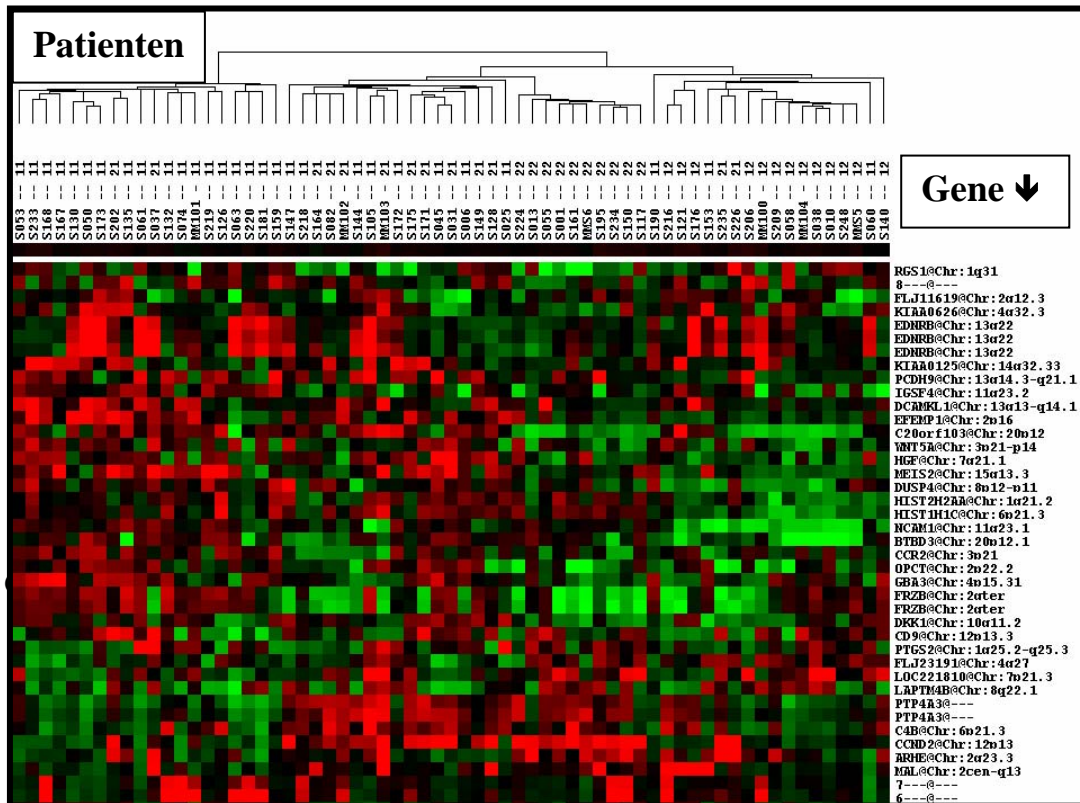 Patienten
Gene ↓
S053 -- 11
S233 -- 11
S168 -- 11
S167 -- 11
S130 -- 11
S050 -- 11
S173 -- 11
S202 -- 21
S135 -- 11
S061 -- 11
S037 -- 21
S132 -- 11
S074 -- 11
MM101 - 11
S219 -- 11
S126 -- 11
S063 -- 11
S220 -- 21
S181 -- 11
S159 -- 11
S147 -- 11
S218 -- 11
S164 -- 21
S082 -- 11
MM102 - 21
S144 -- 11
S105 -- 11
MM103 - 21
S172 -- 11
S175 -- 21
S171 -- 21
S045 -- 11
S031 -- 21
S006 -- 11
S149 -- 21
S128 -- 21
S025 -- 11
S224 -- 22
S013 -- 22
S055 -- 22
S001 -- 22
S161 -- 22
MMS6 -- 22
S195 -- 22
S234 -- 22
S150 -- 22
S117 -- 22
S190 -- 11
S216 -- 12
S121 -- 12
S176 -- 12
S153 -- 11
S235 -- 21
S226 -- 21
S206 -- 12
MM100 - 12
S209 -- 12
S058 -- 12
MM104 - 12
S038 -- 12
S010 -- 12
S248 -- 12
MMS5 -- 12
S060 -- 11
S140 -- 12
RGS1@Chr:1q31
8---@---
FLJ11619@Chr:2q12.3
KIAA0626@Chr:4q32.3
EDNRB@Chr:13q22
EDNRB@Chr:13q22
EDNRB@Chr:13q22
KIAA0125@Chr:14q32.33
PCDH9@Chr:13q14.3-q21.1
IGSF4@Chr:11q23.2
DCAMKL1@Chr:13q13-q14.1
EFEMP1@Chr:2p16
C20orf103@Chr:20p12
WNT5A@Chr:3p21-p14
HGF@Chr:7q21.1
MEIS2@Chr:15q13.3
DUSP4@Chr:8p12-p11
HIST2H2AA@Chr:1q21.2
HIST1H1C@Chr:6p21.3
NCAM1@Chr:11q23.1
BTBD3@Chr:20p12.1
CCR2@Chr:3p21
QPCT@Chr:2p22.2
GBA3@Chr:4p15.31
FRZB@Chr:2qter
FRZB@Chr:2qter
DKK1@Chr:10q11.2
CD9@Chr:12p13.3
PTGS2@Chr:1q25.2-q25.3
FLJ23191@Chr:4q27
LOC221810@Chr:7p21.3
LAPTM4B@Chr:8q22.1
PTP4A3@---
PTP4A3@---
C4B@Chr:6p21.3
CCND2@Chr:12p13
ARHE@Chr:2q23.3
MAL@Chr:2cen-q13
7---@---
6---@---